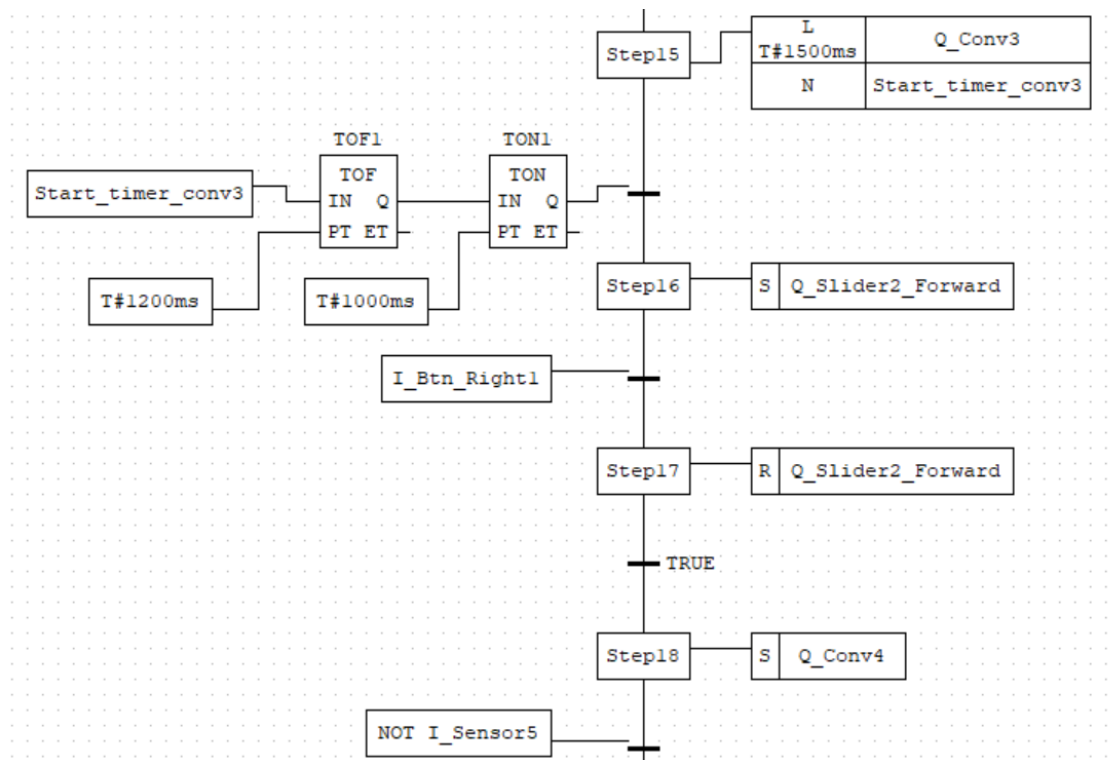 Step15
L
T#1500ms
Q_Conv3
N
Start_timer_conv3
TOF1
TON1
TOF
TON
Start_timer_conv3
IN Q
IN Q
PT ET
PT ET
T#1200ms
T#1000ms
Step16
S
Q_Slider2_Forward
I_Btn_Right1
Step17
R
Q_Slider2_Forward
TRUE
Step18
S
Q_Conv4
NOT I_Sensor5